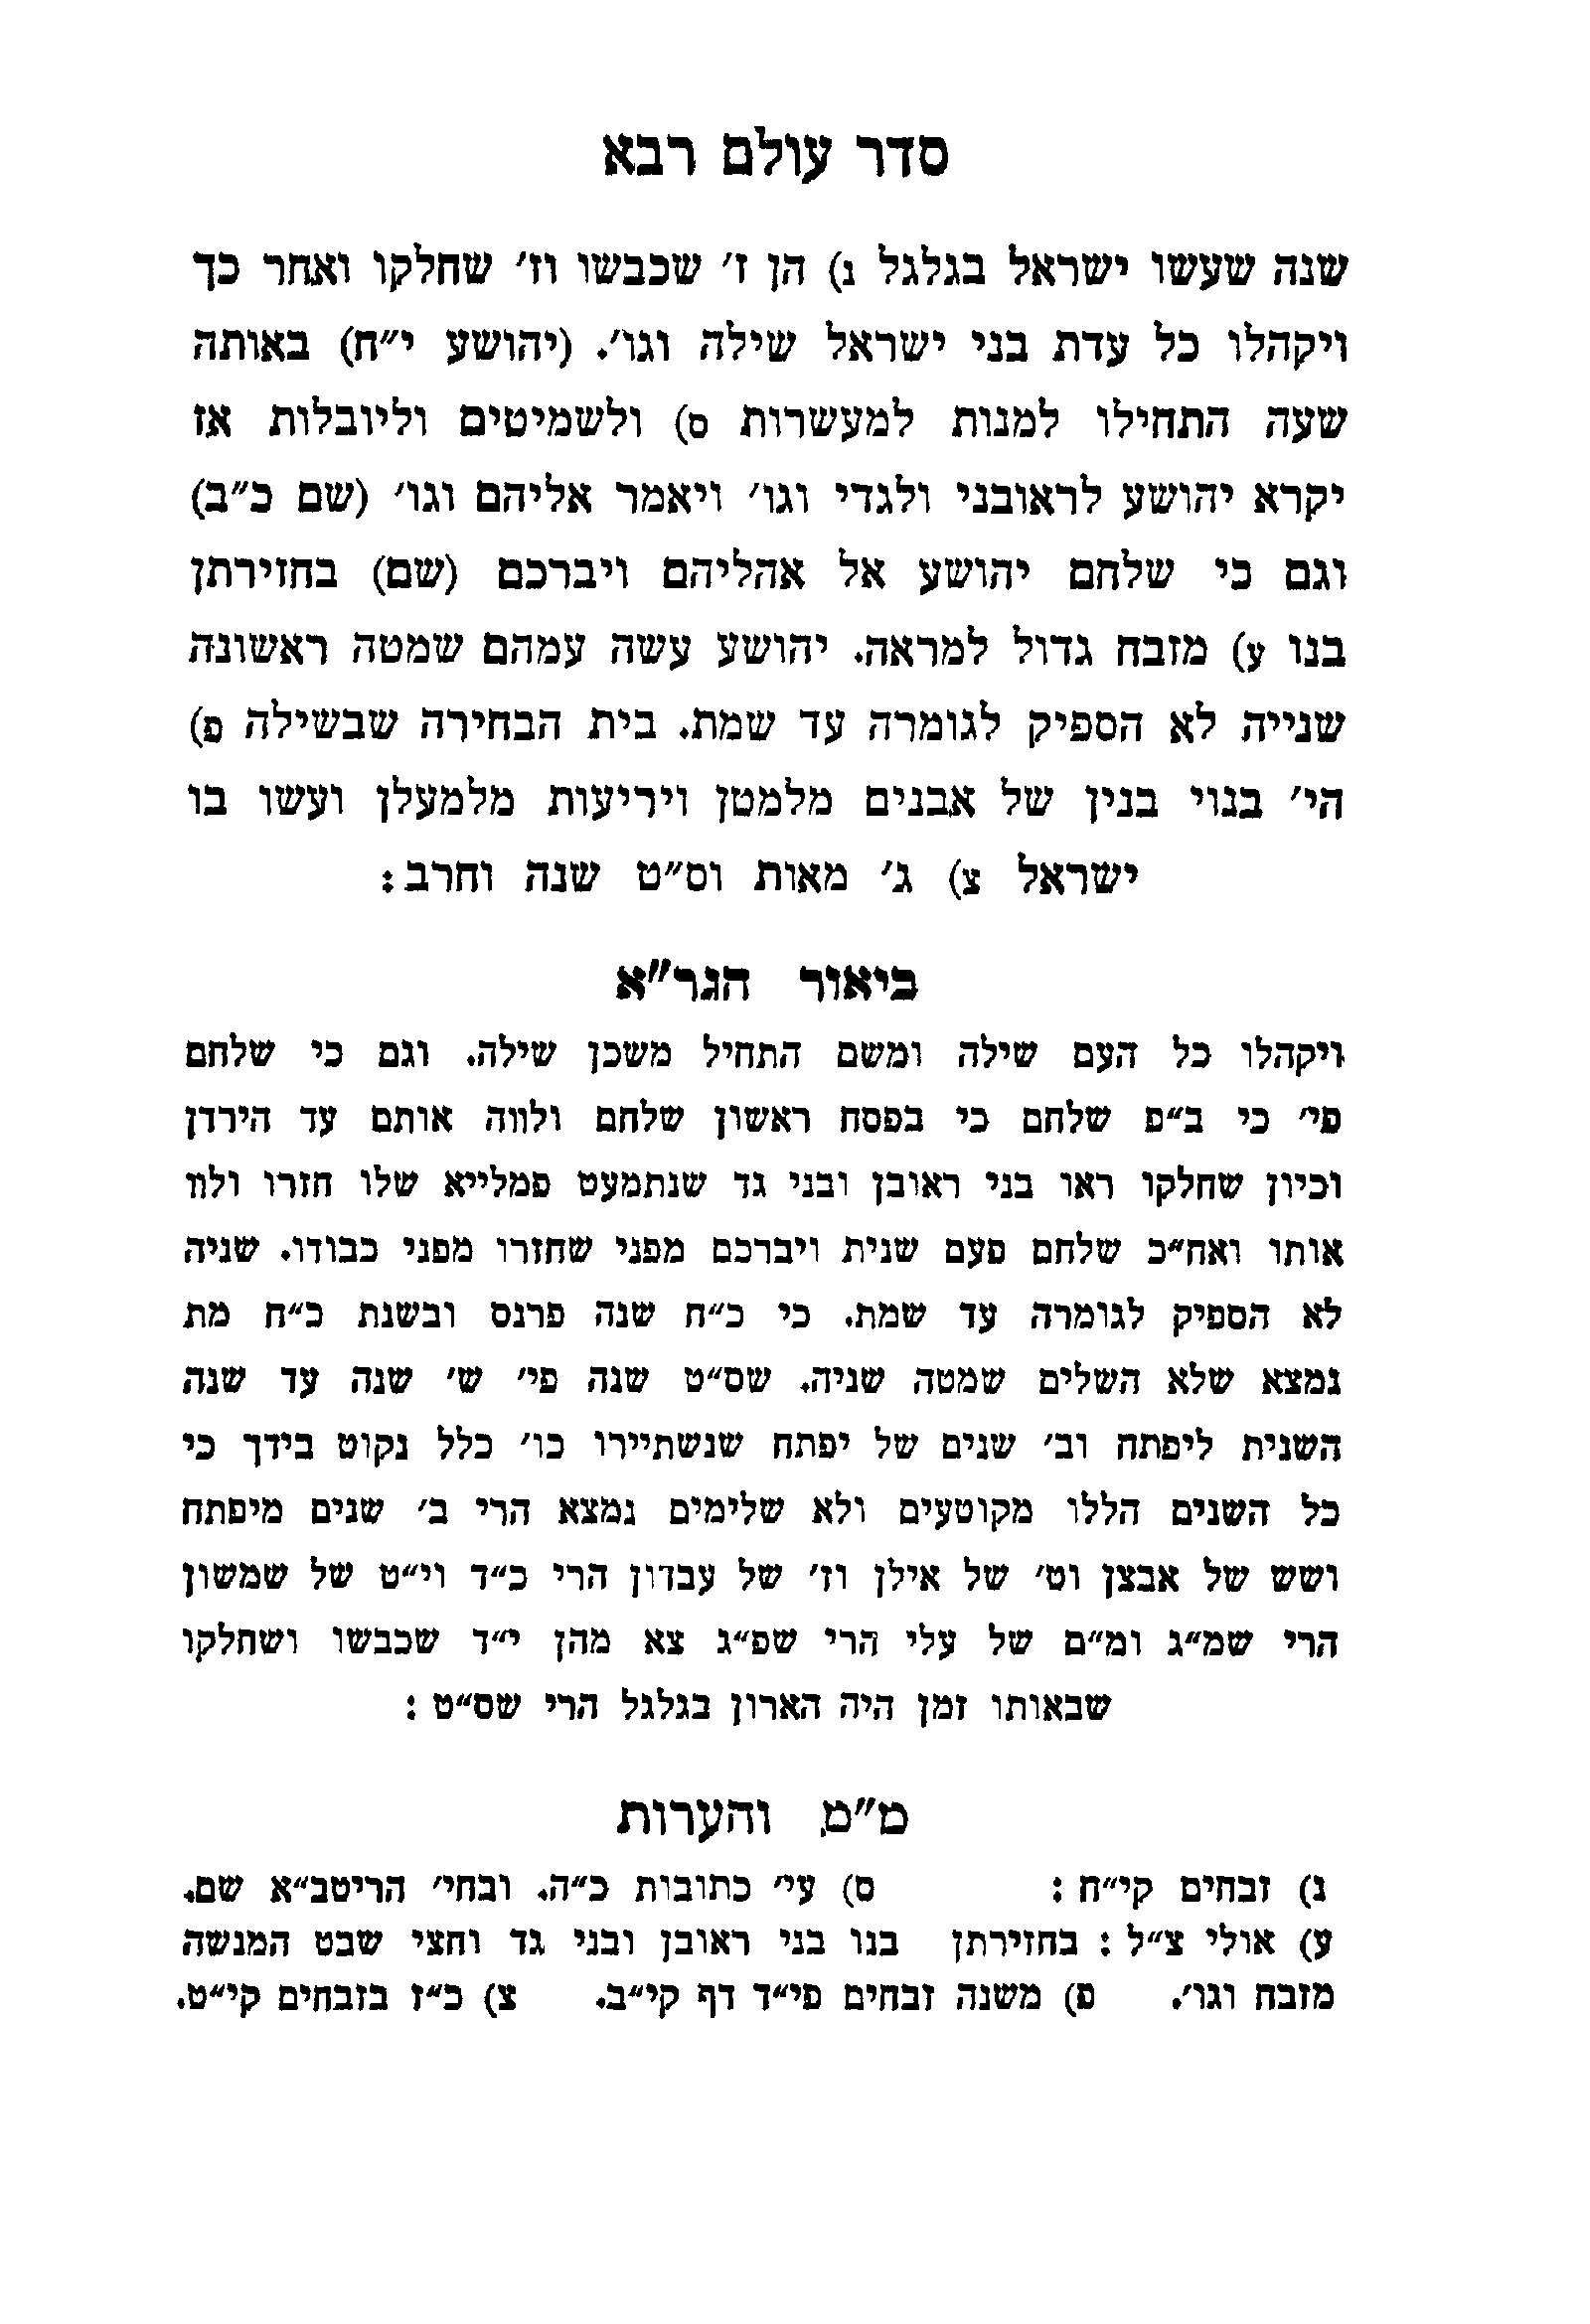 סדר עולם רבא
שנה שעשו ישראל בגלגל נ) הן ז׳ שכבשו וז׳ שחלקו ואחר כך
ויקהלו כל עדת בני ישראל שילה וגו׳. (יהושע י״ח) באותה
שעה התחילו למנות למעשרות ס) ולשמיטים וליובלות אז
יקרא יהושע לראובני ולגדי וגו׳ ויאמר אליהם וגו׳ (שם כ״ב)
וגם כי שלחם יהושע אל אהליהם ויברכם (שם) בחזירתן
בנו ע) מזבח גדול למראה. יהושע עשה עמהם שמטה ראשונה
שנייה לא הספיק לגומרה עד שמת. בית הבחירה שבשילה פ)
הי׳ בנוי בנין של אבנים מלמטן ויריעות מלמעלן ועשו בו
ישראל צ) ג׳ מאות וס״ט שנה וחרב :
ביאור הגר״א
ויקהלו כל העם שילה ומשם התחיל משכן שילה. וגם כי שלחם
פי׳ כי ב״פ שלחם כי בפסח ראשון שלחם ולווה אותם עד הירדן
וכיון שחלקו ראו בני ראובן ובני גד שנתמעט פמלייא שלו חזרו ולוו
אותו ואח״כ שלחם פעם שנית ויברכם מפני שחזרו מפני כבודו. שניה
לא הספיק לגומרה עד שמת. כי כ״ח שנה פרנס ובשנת כ״ח מת
נמצא שלא השלים שמטה שניה. שס״ט שנה פי׳ ש׳ שנה עד שנה
השנית ליפתח וב׳ שנים של יפתח שנשתיירו כו׳ כלל נקוט בידך כי
כל השנים הללו מקוטעים ולא שלימים נמצא הרי ב׳ שנים מיפתח
ושש של אבצן וט׳ של אילן וז׳ של עבדון הרי כ״ד וי״ט של שמשון
הרי שמ״ג ומ״ם של עלי הרי שפ״ג צא מהן י״ד שכבשו ושחלקו
שבאותו זמן היה הארון בגלגל הרי שס״ט :
מ״מ והערות
נ) זבחים קי״ח : ס) עי׳ כתובות כ״ה. ובחי׳ הריטב״א שם.
ע) אולי צ״ל : בחזירתן בנו בני ראובן ובני גד וחצי שבט המנשה
מזבח וגו׳. פ) משנה זבחים פי״ד דף קי״ב. צ) כ״ז בזבחים קי״ט.